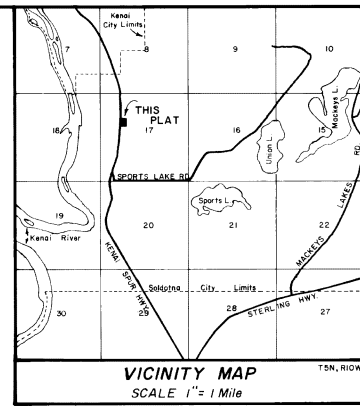 Kenai
City Limits
7
8
9
10
THIS
PLAT
18
17
16
15
Union L.
Mackeys L.
SPORTS LAKE RD.
Sports L.
19
20
21
22
Kenai River
KENAI SPUR HWY.
MACKEYS LAKES RD.
Soldotna City Limits
30
29
28
27
STERLING HWY.
VICINITY MAP
SCALE 1"= 1 Mile
T5N, R10W